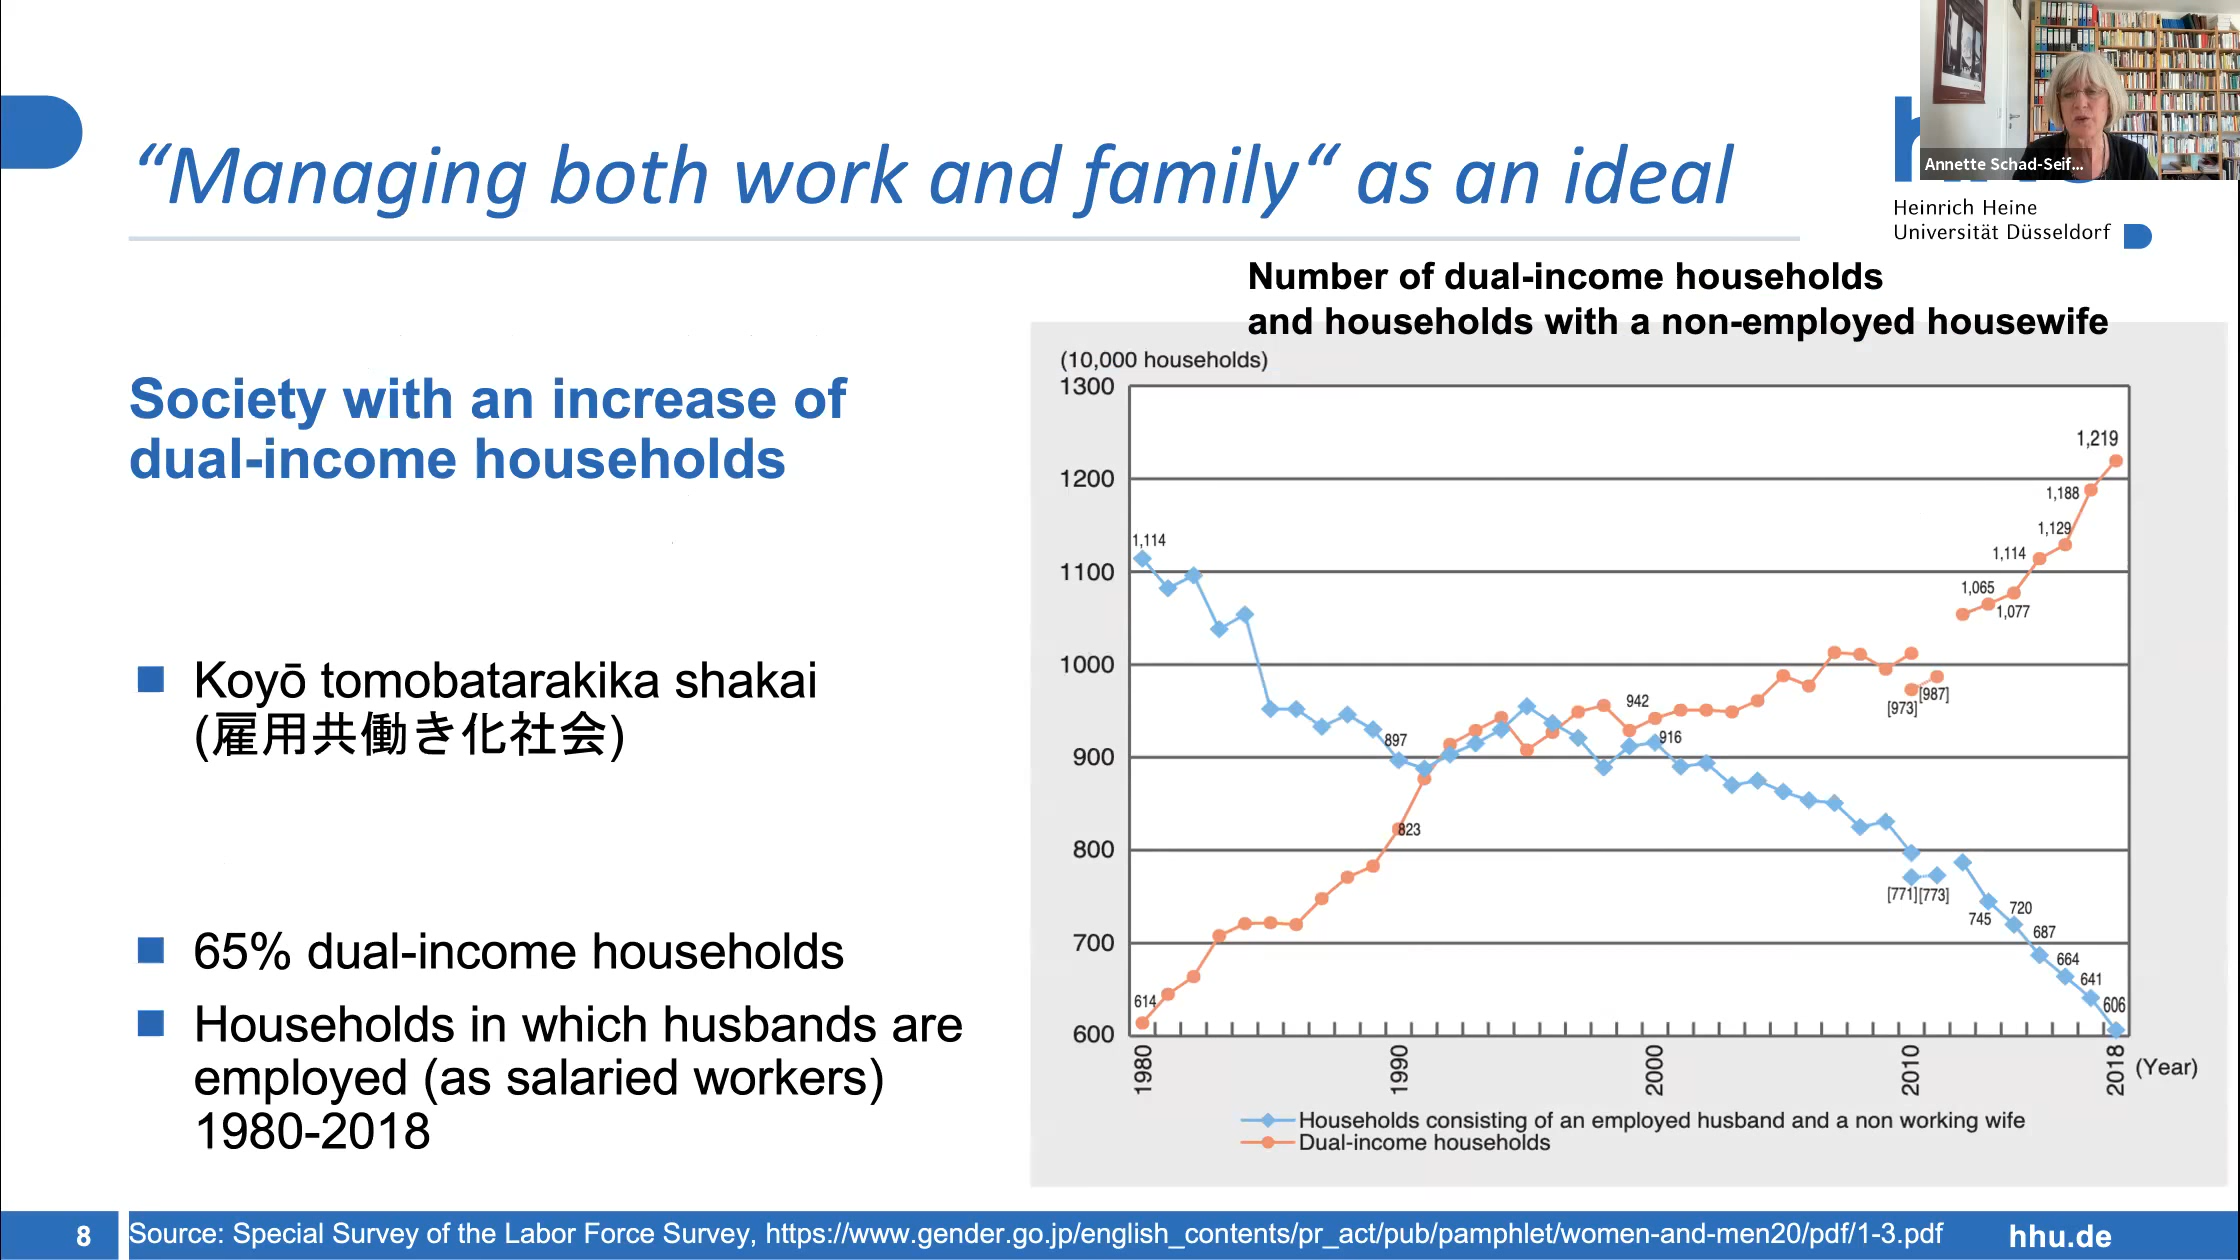 “Managing both work and family“ as an ideal
Annette Schad-Seif...
Heinrich Heine
Universität Düsseldorf
Society with an increase of
dual-income households
Koyō tomobatarakika shakai
(雇用共働き化社会)
65% dual-income households
Households in which husbands are
employed (as salaried workers)
1980-2018
Number of dual-income households
and households with a non-employed housewife
(10,000 households)
1300
1200
1100
1000
900
800
700
600
1,114
897
916
[771] [773]
745
720
687
664
641
606
614
823
942
[973] [987]
1,065
1,077
1,114
1,129
1,188
1,219
1980
1990
2000
2010
2018
(Year)
Households consisting of an employed husband and a non working wife
Dual-income households
8
Source: Special Survey of the Labor Force Survey, https://www.gender.go.jp/english_contents/pr_act/pub/pamphlet/women-and-men20/pdf/1-3.pdf
hhu.de